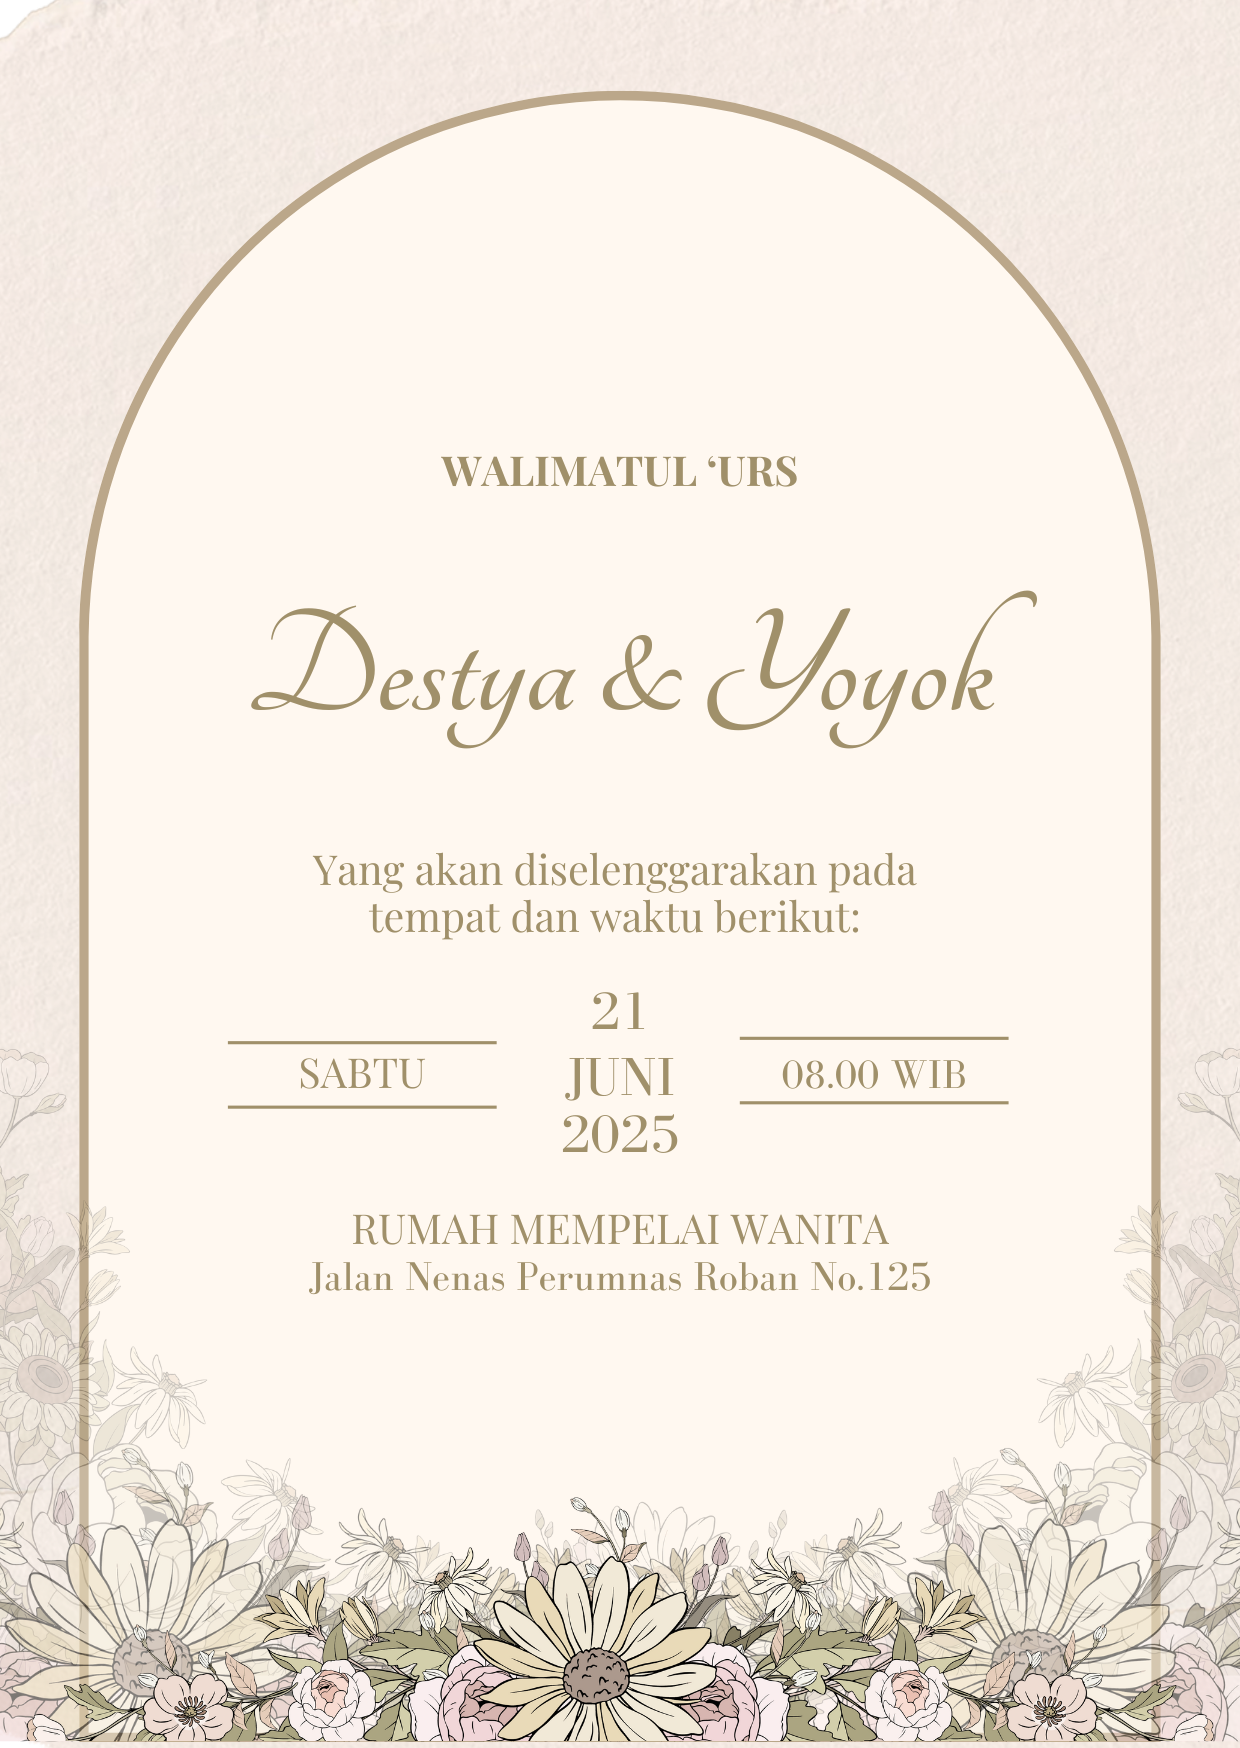 WALIMATUL ‘URS
Destya & Yoyok
Yang akan diselenggarakan pada
tempat dan waktu berikut:
21
SABTU JUNI 08.00 WIB
2025
RUMAH MEMPELAI WANITA
Jalan Nenas Perumnas Roban No.125